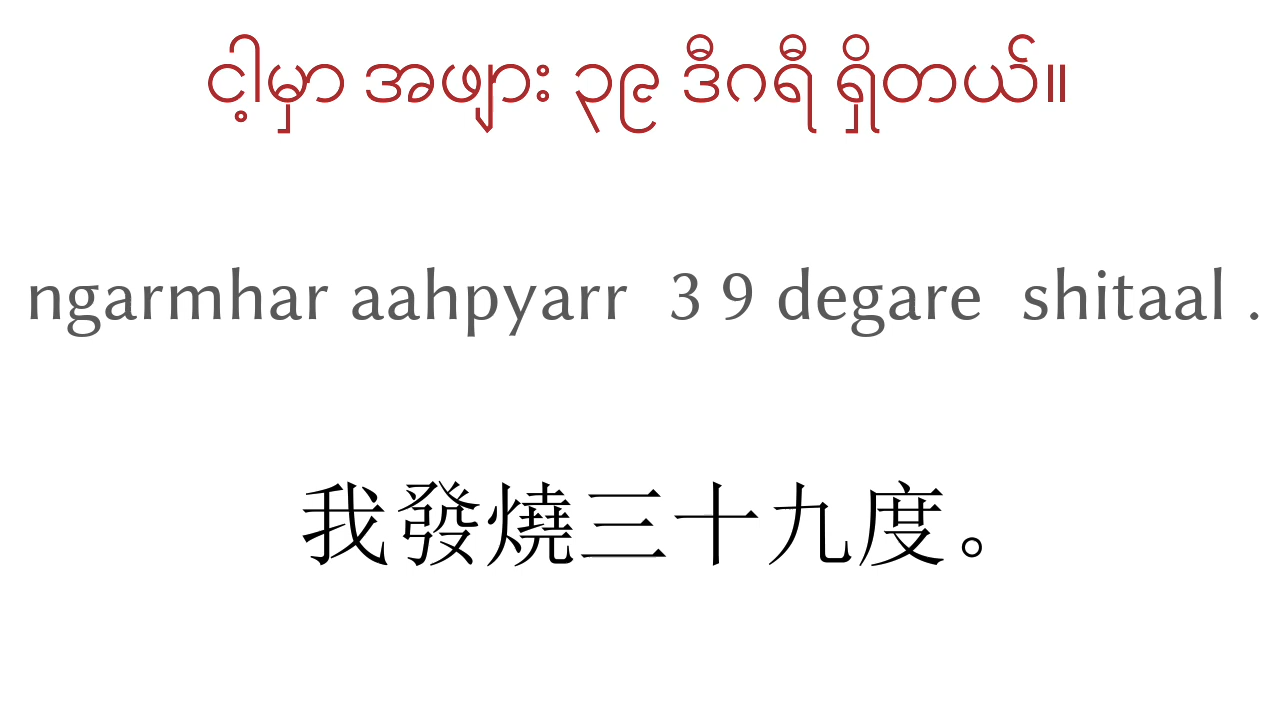 ငါ့မှာ အဖျား ၃၉ ဒီဂရီ ရှိတယ်။
ngarmhar aahpyarr 3 9 degare shitaal .
我發燒三十九度。